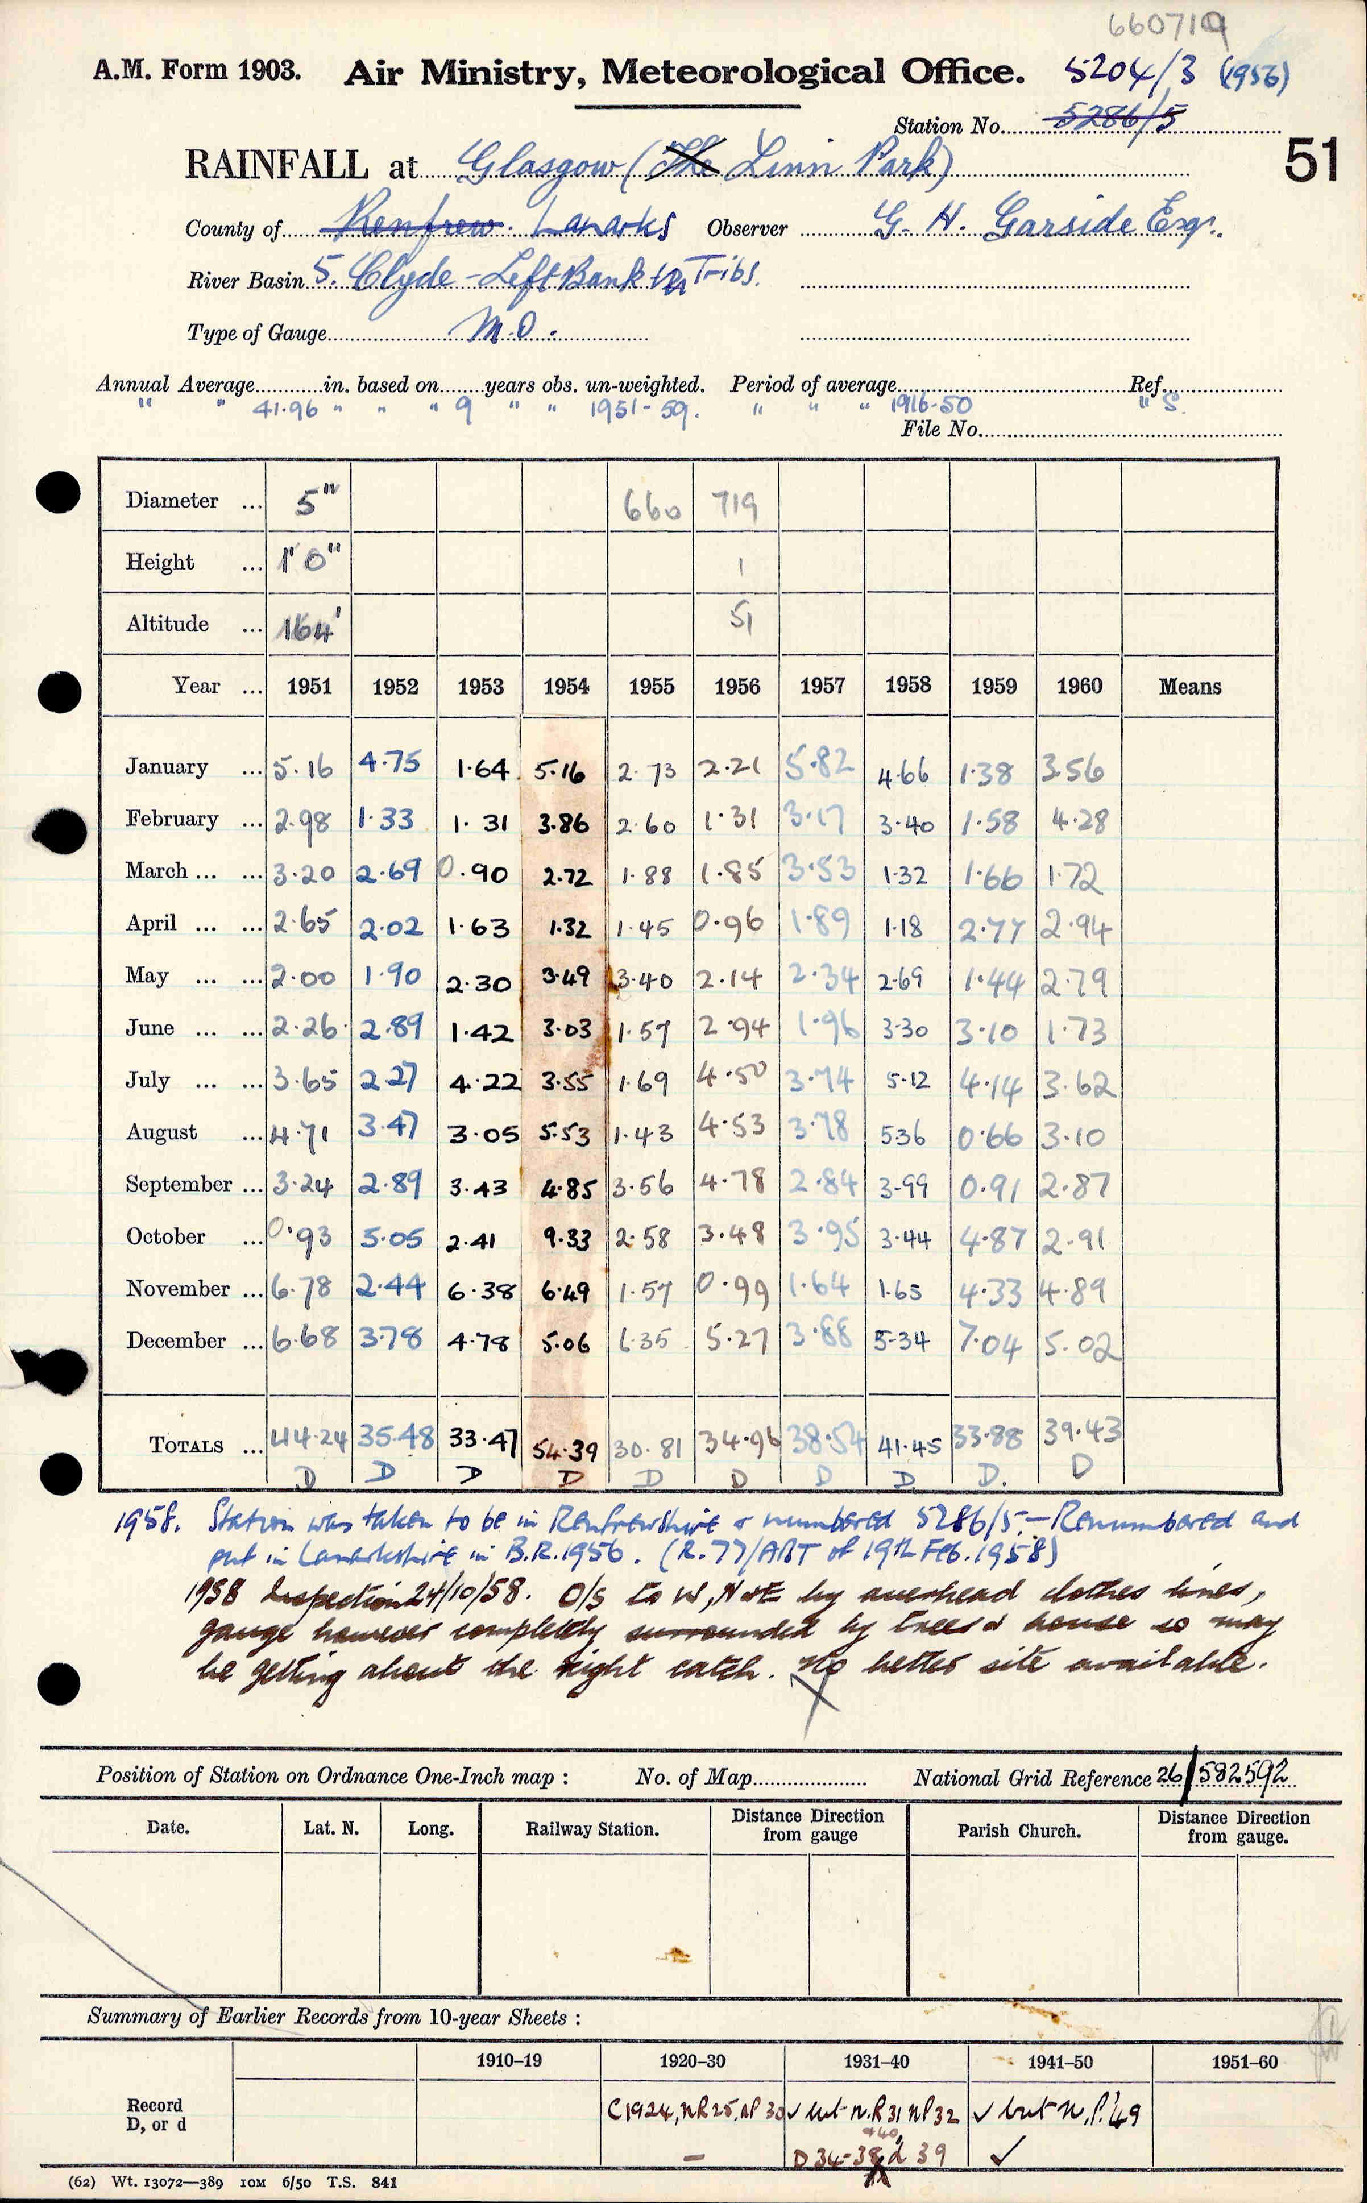 660719
A.M. Form 1903. Air Ministry, Meteorological Office. 5204/3 (1956)
Station No. 5286/5
51
RAINFALL at Glasgow (The Linn Park)
County of Renfrew. Lanarks Observer G. H. Garside Esqr.
River Basin 5. Clyde - Left Bank Tribs.
Type of Gauge M.O.
Annual Average in. based on years obs. un-weighted. Period of average Ref.
" " 41.96 " " " 9 " " 1951-59. " " " 1916-50 " S.
File No.
Diameter ... 5" 660 719
Height ... 1' 0" 1
Altitude ... 164' 51
Year ... 1951 1952 1953 1954 1955 1956 1957 1958 1959 1960 Means
January ... 5.16 4.75 1.64 5.16 2.73 2.21 5.82 4.66 1.38 3.56
February ... 2.98 1.33 1.31 3.86 2.60 1.31 3.17 3.40 1.58 4.28
March ... ... 3.20 2.69 0.90 2.72 1.88 1.85 3.53 1.32 1.66 1.72
April ... ... 2.65 2.02 1.63 1.32 1.45 0.96 1.89 1.18 2.77 2.94
May ... ... 2.00 1.90 2.30 3.49 3.40 2.14 2.34 2.69 1.44 2.79
June ... ... 2.26 2.89 1.42 3.03 1.57 2.94 1.96 3.30 3.10 1.73
July ... ... 3.65 2.27 4.22 3.55 1.69 4.50 3.74 5.12 4.14 3.62
August ... 4.71 3.47 3.05 5.53 1.43 4.53 3.78 5.36 0.66 3.10
September ... 3.24 2.89 3.43 4.85 3.56 4.78 2.84 3.99 0.91 2.87
October ... 0.93 5.05 2.41 9.33 2.58 3.48 3.95 3.44 4.87 2.91
November ... 6.78 2.44 6.38 6.49 1.57 0.99 1.64 1.65 4.33 4.89
December ... 6.68 3.78 4.78 5.06 6.35 5.27 3.88 5.34 7.04 5.02
TOTALS ... 44.24 35.48 33.47 54.39 30.81 34.96 38.54 41.45 33.88 39.43
D D D D D D D D D. D
1958. Station was taken to be in Renfrewshire & numbered 5286/5. - Renumbered and
put in Lanarkshire in B.R. 1956. (R.77/ABT of 19th Feb. 1958)
1958 Inspection 24/10/58. O/S to W, N & E by overhead clothes lines,
gauge however completely surrounded by trees & house so may
be getting about the right catch. No better site available.
Position of Station on Ordnance One-Inch map : No. of Map National Grid Reference 26/582592
Date. Lat. N. Long. Railway Station. Distance Direction from gauge Parish Church. Distance Direction from gauge.
Summary of Earlier Records from 10-year Sheets :
1910-19 1920-30 1931-40 1941-50 1951-60
Record D, or d C1924, NR25, NP 30 ✓ but N.R 31 NP 32 ✓ but N.P. '49
&40
- D 34-38, d 39 ✓
(62) Wt. 13072—389 10M 6/50 T.S. 841